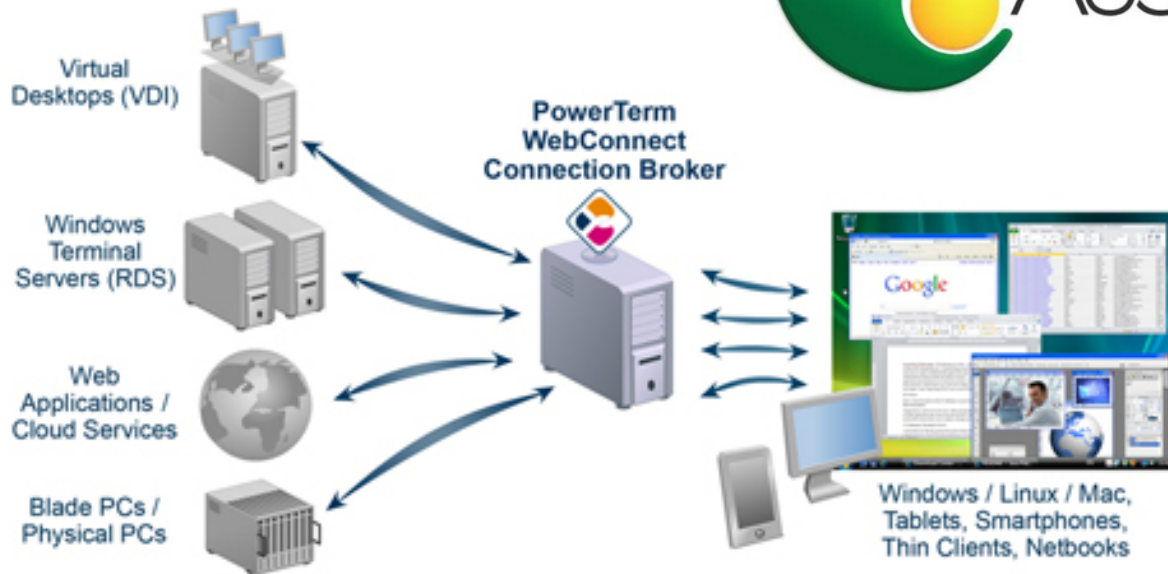 Virtual
Desktops (VDI)
PowerTerm
WebConnect
Connection Broker
Windows
Terminal
Servers (RDS)
Google
Web
Applications /
Cloud Services
Blade PCs /
Physical PCs
Windows / Linux / Mac,
Tablets, Smartphones,
Thin Clients, Netbooks